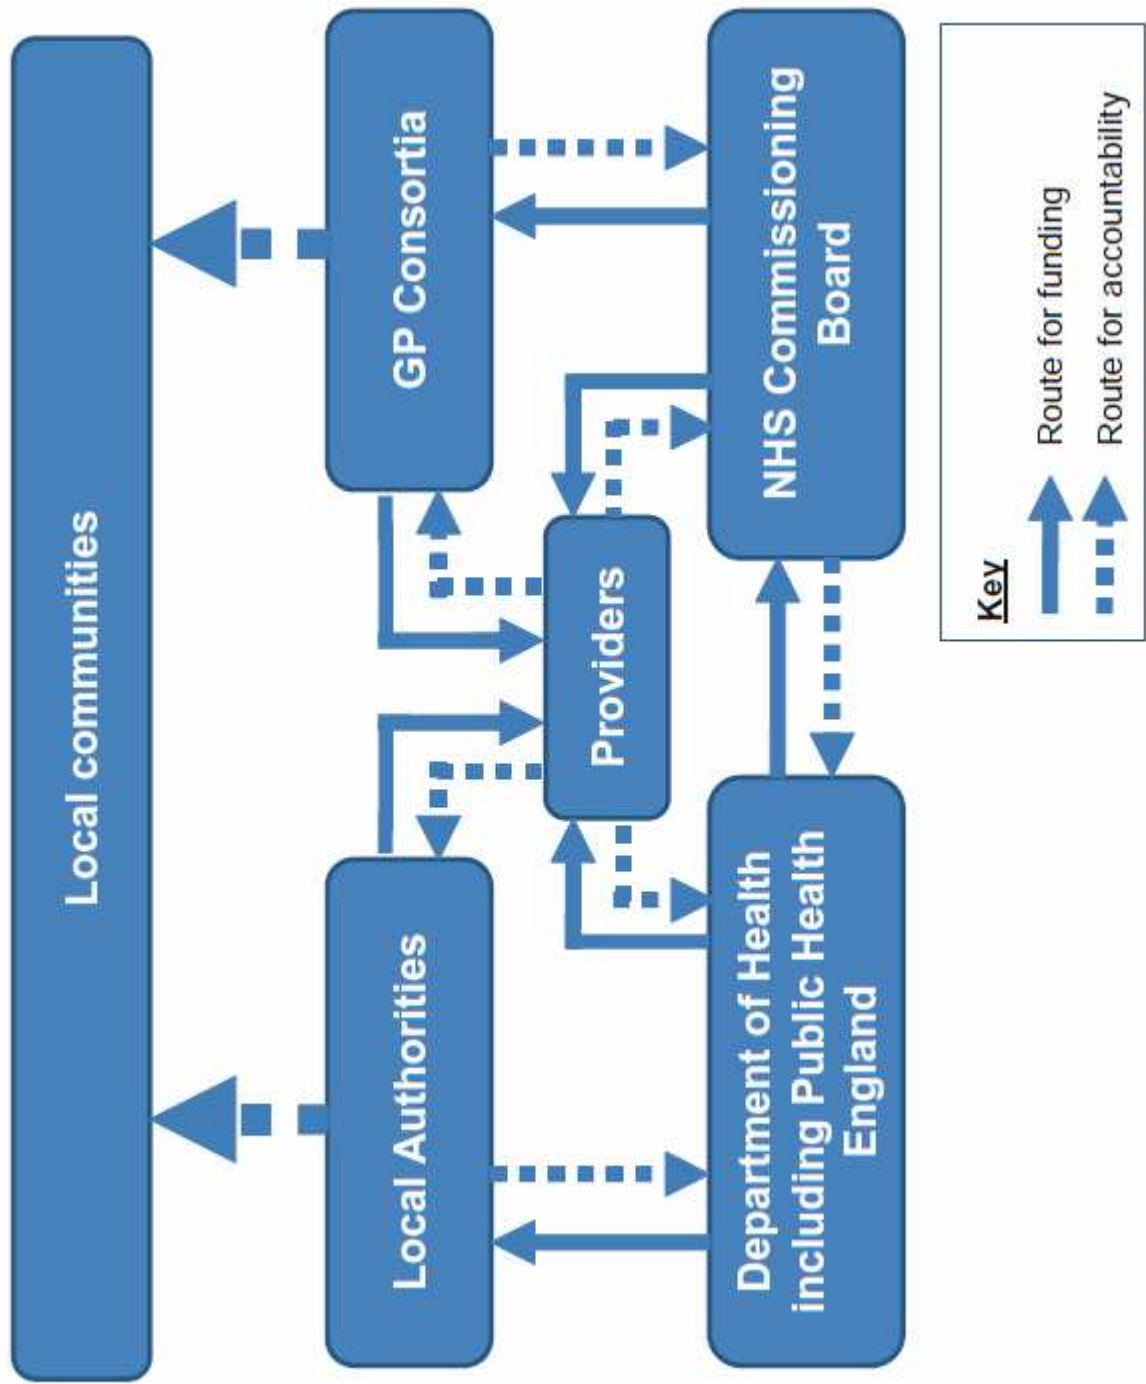 Local communities
Local Authorities
GP Consortia
Providers
Department of Health
including Public Health
England
NHS Commissioning
Board
Key
Route for funding
Route for accountability